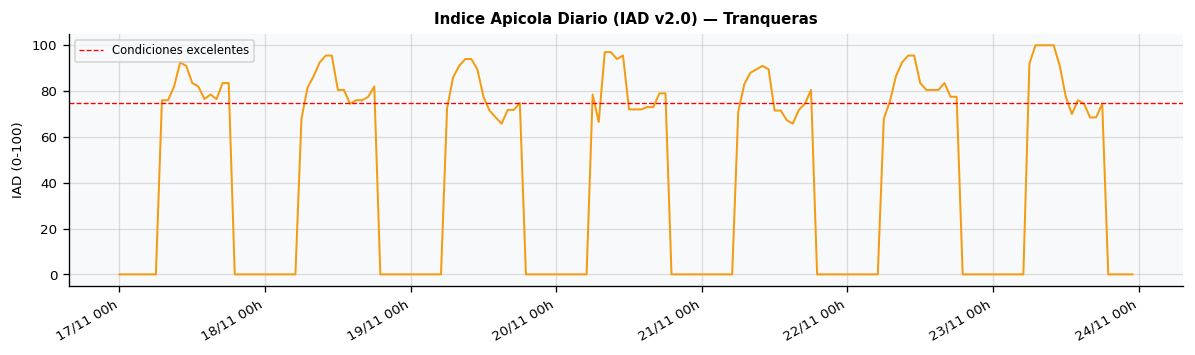 Indice Apicola Diario (IAD v2.0) — Tranqueras
Condiciones excelentes
IAD (0-100)
100
80
60
40
20
0
17/11 00h
18/11 00h
19/11 00h
20/11 00h
21/11 00h
22/11 00h
23/11 00h
24/11 00h